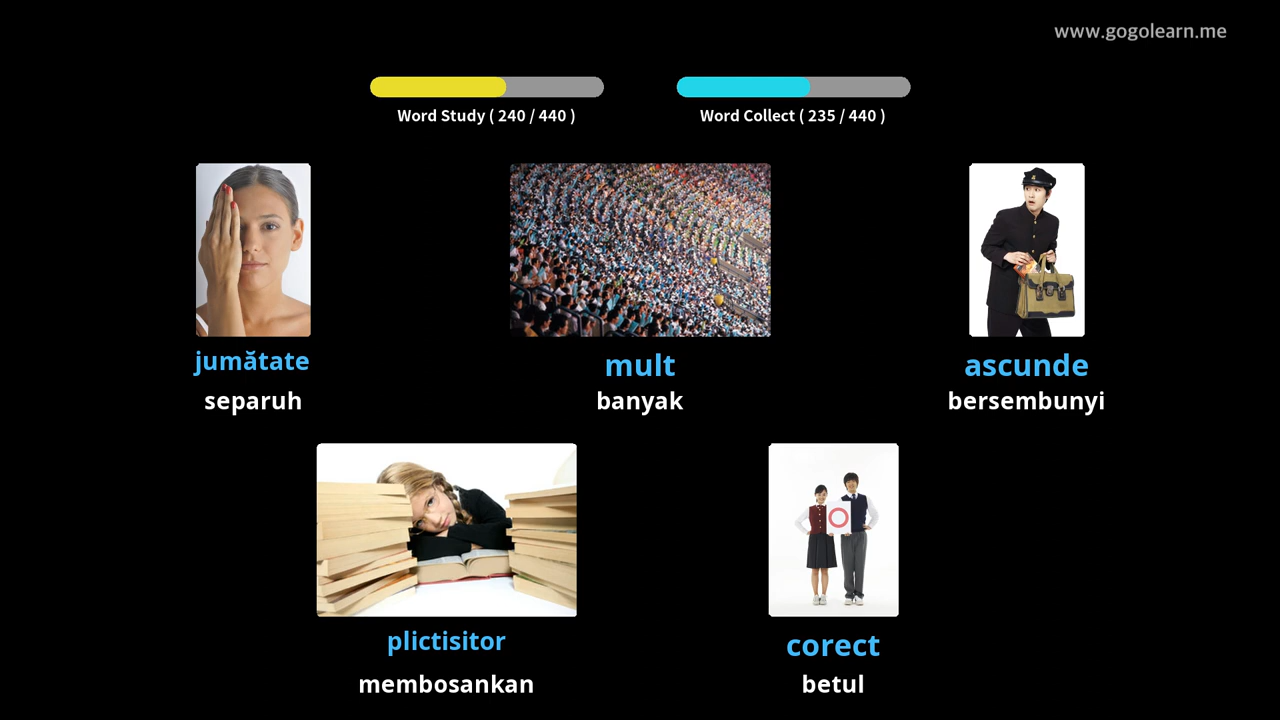 www.gogolearn.me
Word Study ( 240 / 440 )
Word Collect ( 235 / 440 )
jumătate
separuh
mult
banyak
ascunde
bersembunyi
plictisitor
membosankan
corect
betul